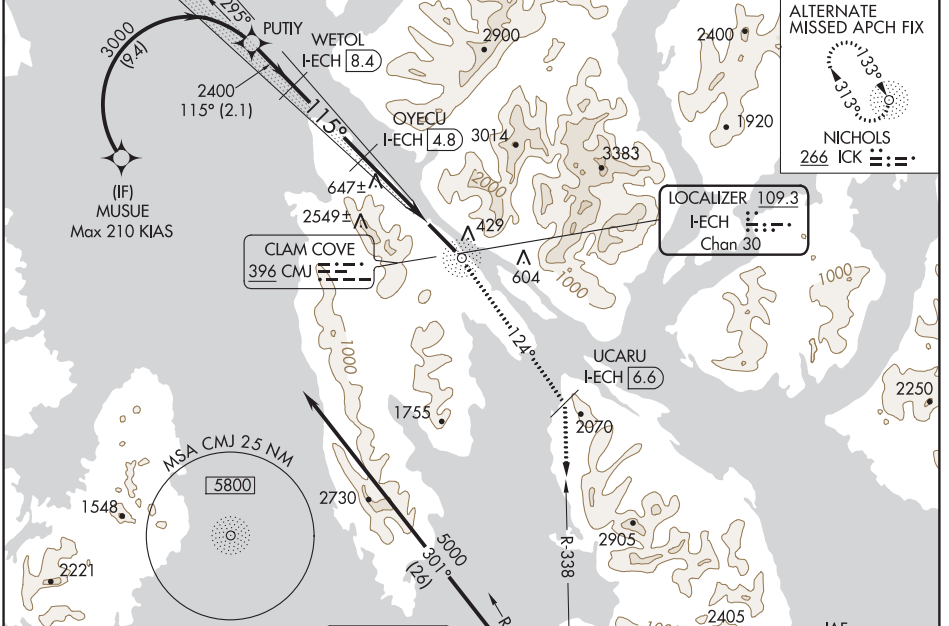 295°
PUTIY
3000
(9.4)
WETOL
I-ECH 8.4
2400
115° (2.1)
115°
OYECU
I-ECH 4.8
2900
2400
1920
3014
3383
2000
ALTERNATE
MISSED APCH FIX
133°
313°
NICHOLS
266 ICK
(IF)
MUSUE
Max 210 KIAS
647±
2549±
429
604
1000
LOCALIZER 109.3
I-ECH
Chan 30
CLAM COVE
396 CMJ
1000
1000
124°
UCARU
I-ECH 6.6
2250
1755
2070
MSA CMJ 25 NM
5800
2730
1548
2221
5000
301°
(26)
R
R-338
2905
2405